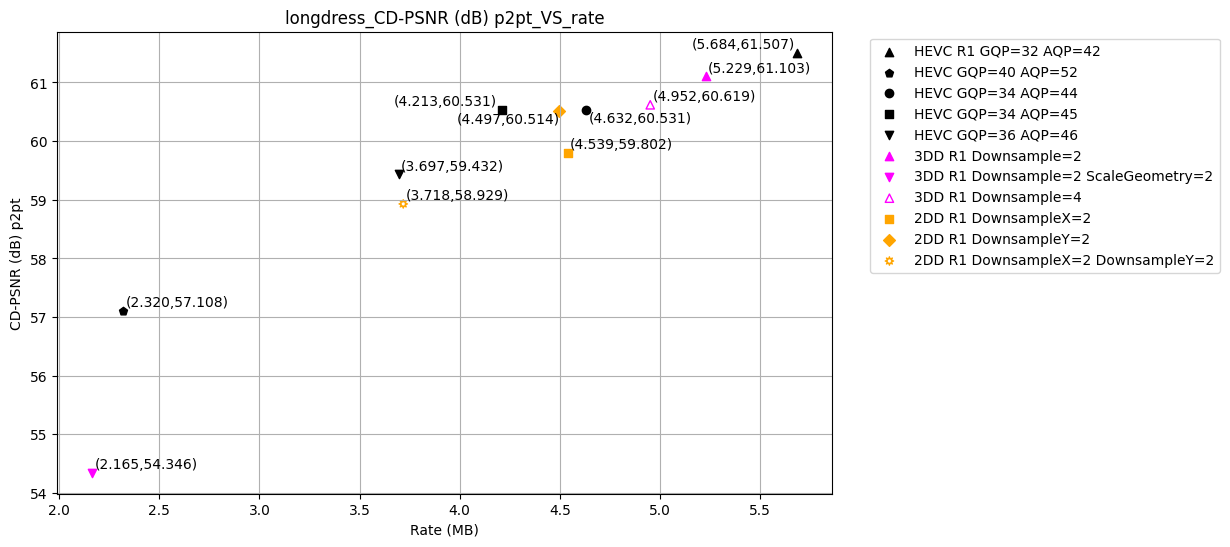 longdress_CD-PSNR (dB) p2pt_VS_rate
(5.684,61.507)
(5.229,61.103)
(4.952,60.619)
(4.213,60.531)
(4.497,60.514)
(4.632,60.531)
(4.539,59.802)
(3.697,59.432)
(3.718,58.929)
(2.320,57.108)
(2.165,54.346)
61
60
59
58
57
56
55
54
CD-PSNR (dB) p2pt
2.0
2.5
3.0
3.5
4.0
4.5
5.0
5.5
Rate (MB)
HEVC R1 GQP=32 AQP=42
HEVC GQP=40 AQP=52
HEVC GQP=34 AQP=44
HEVC GQP=34 AQP=45
HEVC GQP=36 AQP=46
3DD R1 Downsample=2
3DD R1 Downsample=2 ScaleGeometry=2
3DD R1 Downsample=4
2DD R1 DownsampleX=2
2DD R1 DownsampleY=2
2DD R1 DownsampleX=2 DownsampleY=2